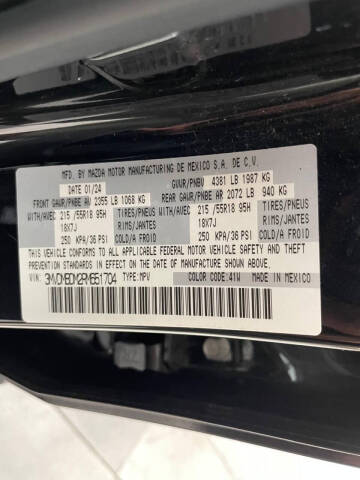 MFD. BY MAZDA MOTOR MANUFACTURING DE MEXICO S.A. DE C.V.
DATE 01/24 GVWR/PNBV 4381 LB 1987 KG
FRONT GAWR/PNBE AV 2355 LB 1068 KG REAR GAWR/PNBE AR 2072 LB 940 KG
WITH/AVEC 215/55R18 95H TIRES/PNEUS WITH/AVEC 215/55R18 95H TIRES/PNEUS
18X7J RIMS/JANTES 18X7J RIMS/JANTES
250 KPA/36 PSI COLD/A FROID 250 KPA/36 PSI COLD/A FROID
THIS VEHICLE CONFORMS TO ALL APPLICABLE FEDERAL MOTOR VEHICLE SAFETY AND THEFT
PREVENTION STANDARDS IN EFFECT ON THE DATE OF MANUFACTURE SHOWN ABOVE.
VIN: TYPE:MPV COLOR CODE:41W MADE IN MEXICO